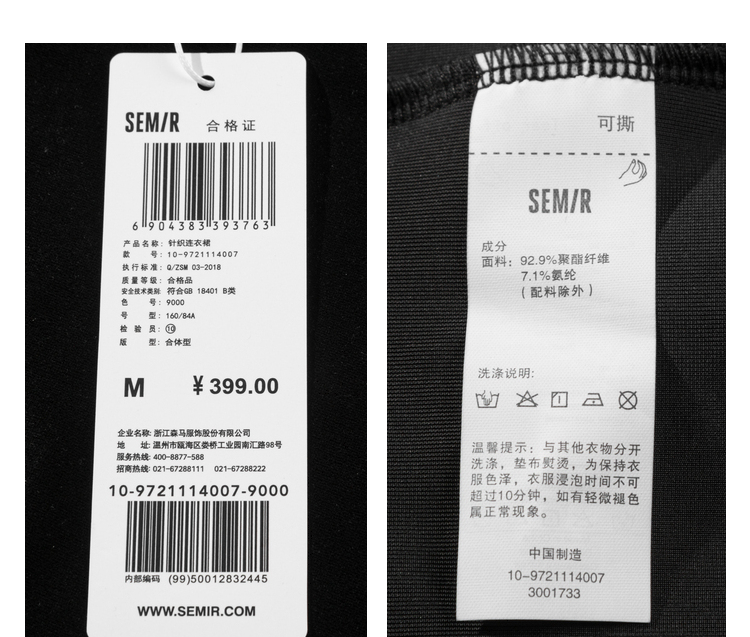 SEMIR 合格证
6 904383 393763
产品名称: 针织连衣裙
款 号: 10-9721114007
执行标准: Q/ZSM 03-2018
质量等级: 合格品
安全技术类别: 符合GB 18401 B类
色 号: 9000
号 型: 160/84A
检 验 员: 10
版 型: 合体型
M ¥399.00
企业名称: 浙江森马服饰股份有限公司
地 址: 温州市瓯海区娄桥工业园南汇路98号
服务热线: 400-8877-588
招商热线: 021-67288111 021-67288222
10-9721114007-9000
内部编码 (99)50012832445
WWW.SEMIR.COM
可撕
SEMIR
成分
面料: 92.9%聚酯纤维
7.1%氨纶
(配料除外)
洗涤说明:
温馨提示: 与其他衣物分开
洗涤, 垫布熨烫, 为保持衣
服色泽, 衣服浸泡时间不可
超过10分钟, 如有轻微褪色
属正常现象。
中国制造
10-9721114007
3001733